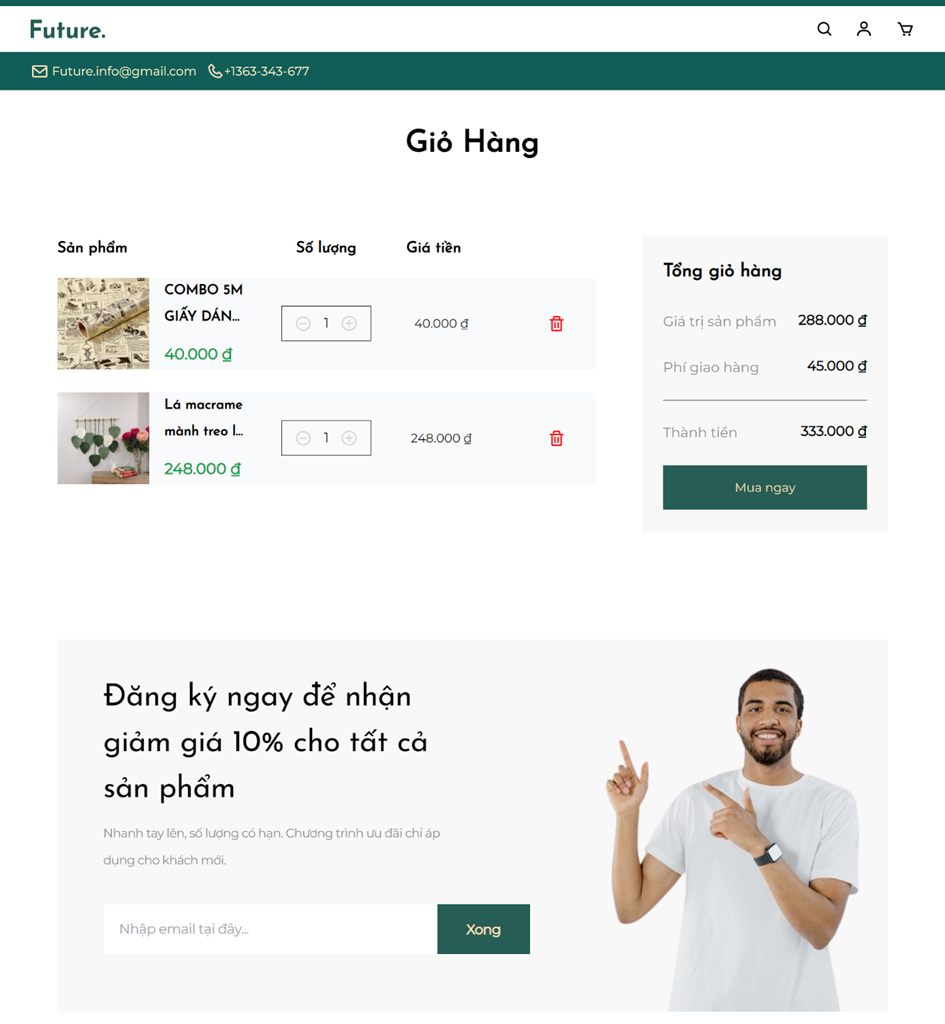 Future.
Future.info@gmail.com +1363-343-677
Giỏ Hàng
Sản phẩm Số lượng Giá tiền
COMBO 5M
GIẤY DÁN...
40.000 ₫
1
40.000 ₫
Lá macrame
mành treo l...
248.000 ₫
1
248.000 ₫
Tổng giỏ hàng
Giá trị sản phẩm 288.000 ₫
Phí giao hàng 45.000 ₫
Thành tiền 333.000 ₫
Mua ngay
Đăng ký ngay để nhận
giảm giá 10% cho tất cả
sản phẩm
Nhanh tay lên, số lượng có hạn. Chương trình ưu đãi chỉ áp
dụng cho khách mới.
Nhập email tại đây...
Xong